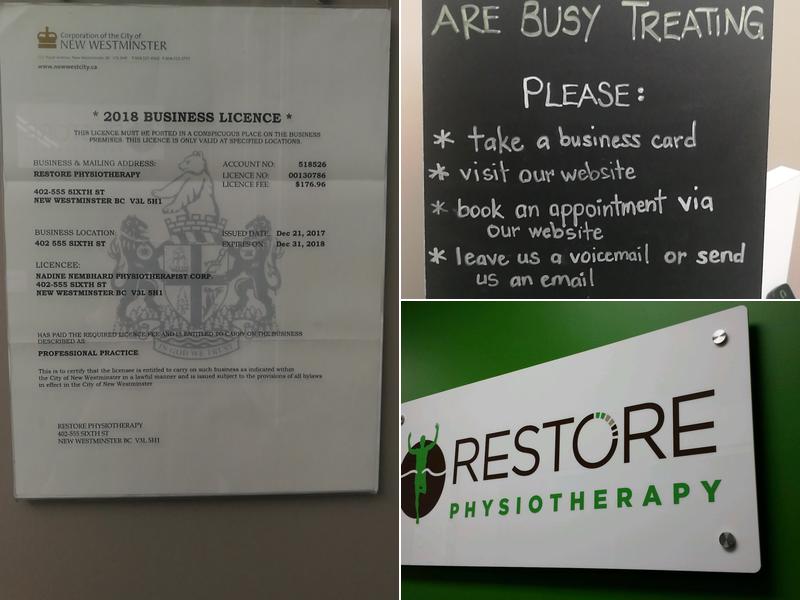 Corporation of the City of
NEW WESTMINSTER
www.newwestcity.ca
* 2018 BUSINESS LICENCE *
THIS LICENCE MUST BE POSTED IN A CONSPICUOUS PLACE ON THE BUSINESS
PREMISES. THIS LICENCE IS ONLY VALID AT SPECIFIED LOCATIONS.
BUSINESS & MAILING ADDRESS:
RESTORE PHYSIOTHERAPY
402-555 SIXTH ST
NEW WESTMINSTER BC V3L 5H1
ACCOUNT NO: 518526
LICENCE NO: 00130786
LICENCE FEE: $176.96
BUSINESS LOCATION:
402 555 SIXTH ST
ISSUED DATE: Dec 21, 2017
EXPIRES ON: Dec 31, 2018
LICENCEE:
NADINE NEMBHARD PHYSIOTHERAPIST CORP.
402-555 SIXTH ST
NEW WESTMINSTER BC V3L 5H1
IN GOD WE TRUST
HAS PAID THE REQUIRED LICENCE FEE AND IS ENTITLED TO CARRY ON THE BUSINESS
DESCRIBED AS:
PROFESSIONAL PRACTICE
This is to certify that the licensee is entitled to carry on such business as indicated within
the City of New Westminster in a lawful manner and is issued subject to the provisions of all bylaws
in effect in the City of New Westminster
RESTORE PHYSIOTHERAPY
402-555 SIXTH ST
NEW WESTMINSTER BC V3L 5H1
ARE BUSY TREATING
PLEASE:
* take a business card
* visit our website
* book an appointment via
our website
* leave us a voicemail or send
us an email
RESTORE
PHYSIOTHERAPY